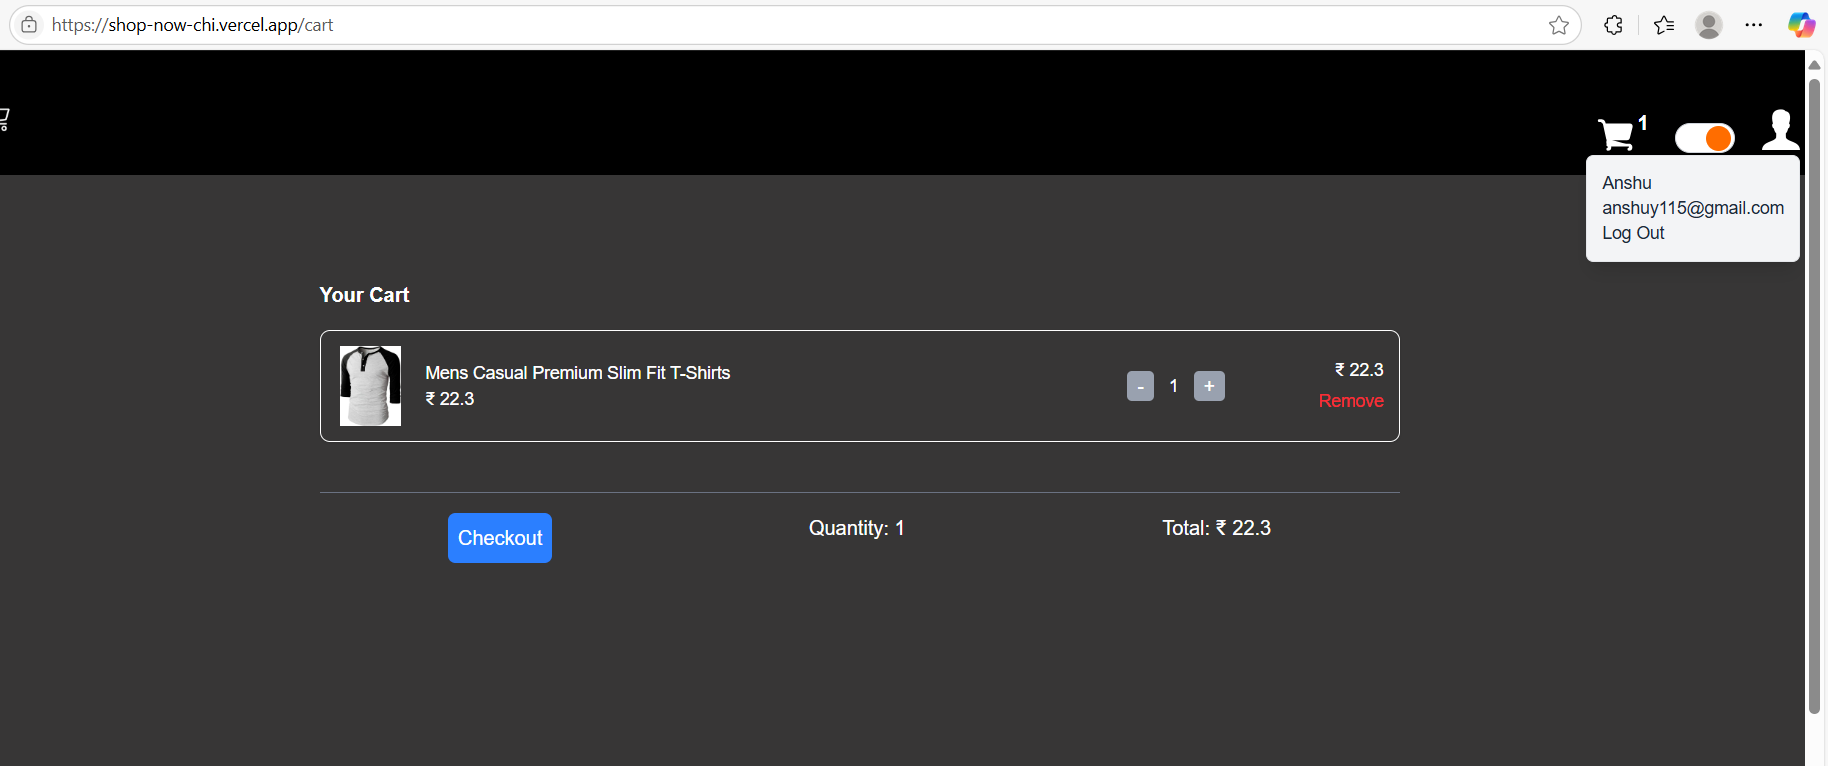 https://shop-now-chi.vercel.app/cart
1
Anshu
anshuy115@gmail.com
Log Out
Your Cart
Mens Casual Premium Slim Fit T-Shirts
₹ 22.3
- 1 +
₹ 22.3
Remove
Checkout
Quantity: 1
Total: ₹ 22.3